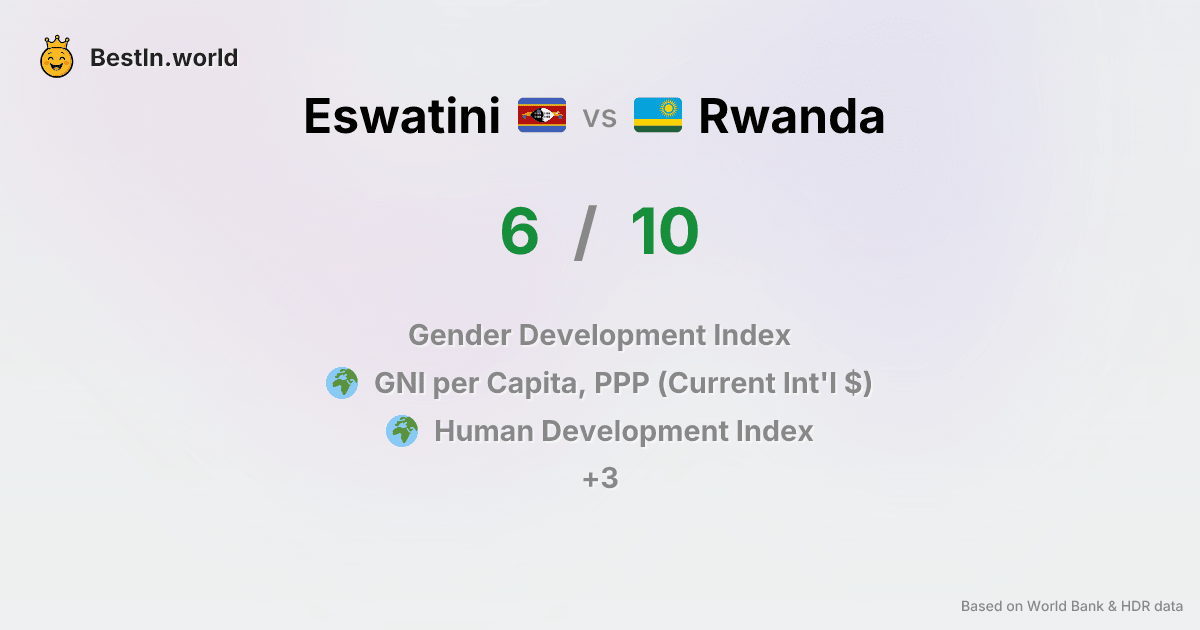 BestIn.world
Eswatini vs Rwanda
6 / 10
Gender Development Index
GNI per Capita, PPP (Current Int'l $)
Human Development Index
+3
Based on World Bank & HDR data